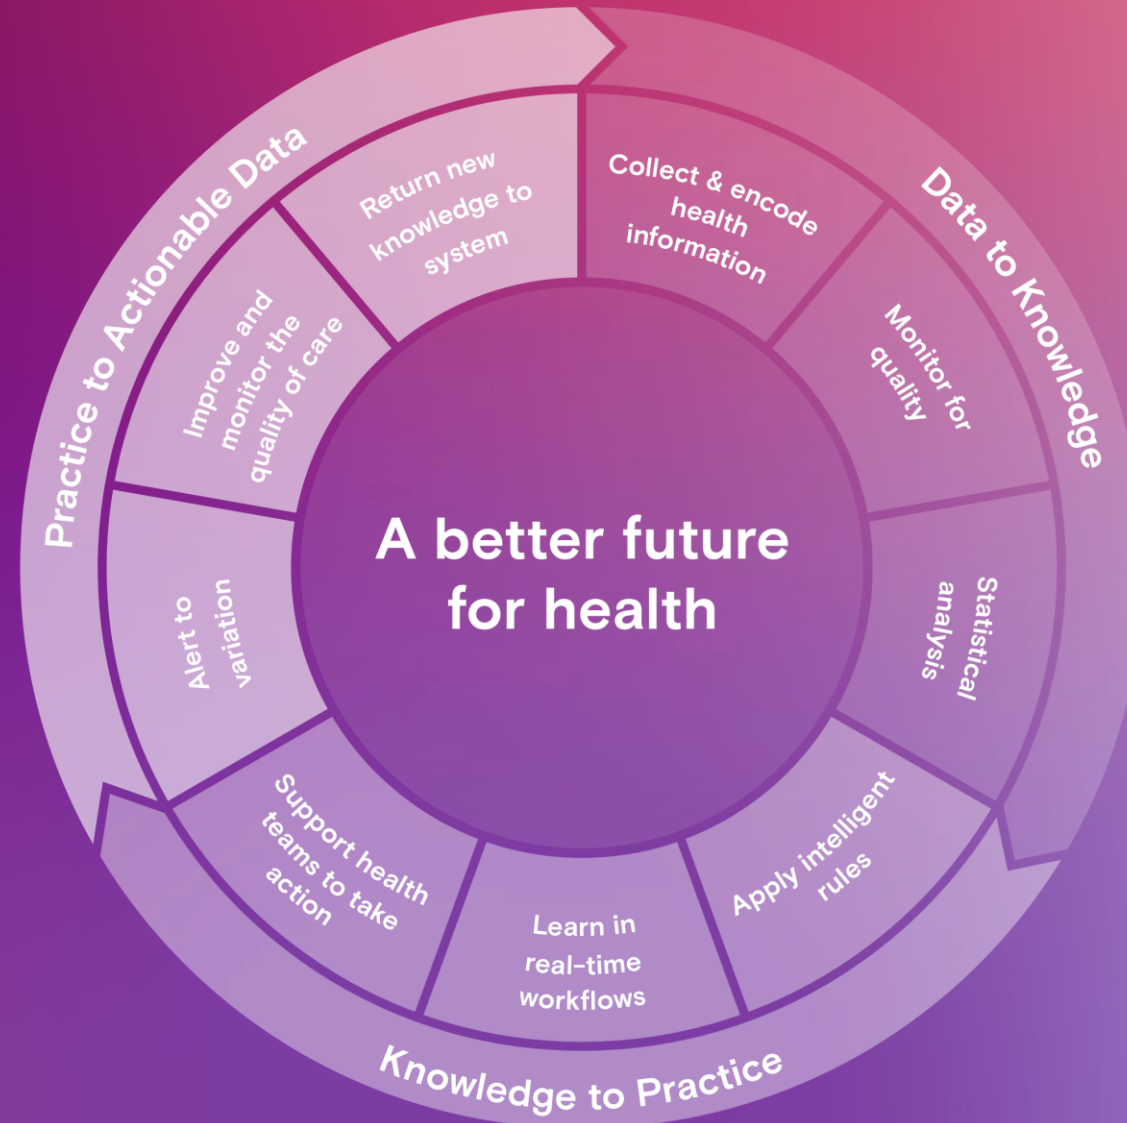 A better future
for health
Data to Knowledge
Collect & encode
health
information
Monitor for
quality
Statistical
analysis
Knowledge to Practice
Apply intelligent
rules
Learn in
real-time
workflows
Support health
teams to take
action
Practice to Actionable Data
Alert to
variation
Improve and
monitor the
quality of care
Return new
knowledge to
system